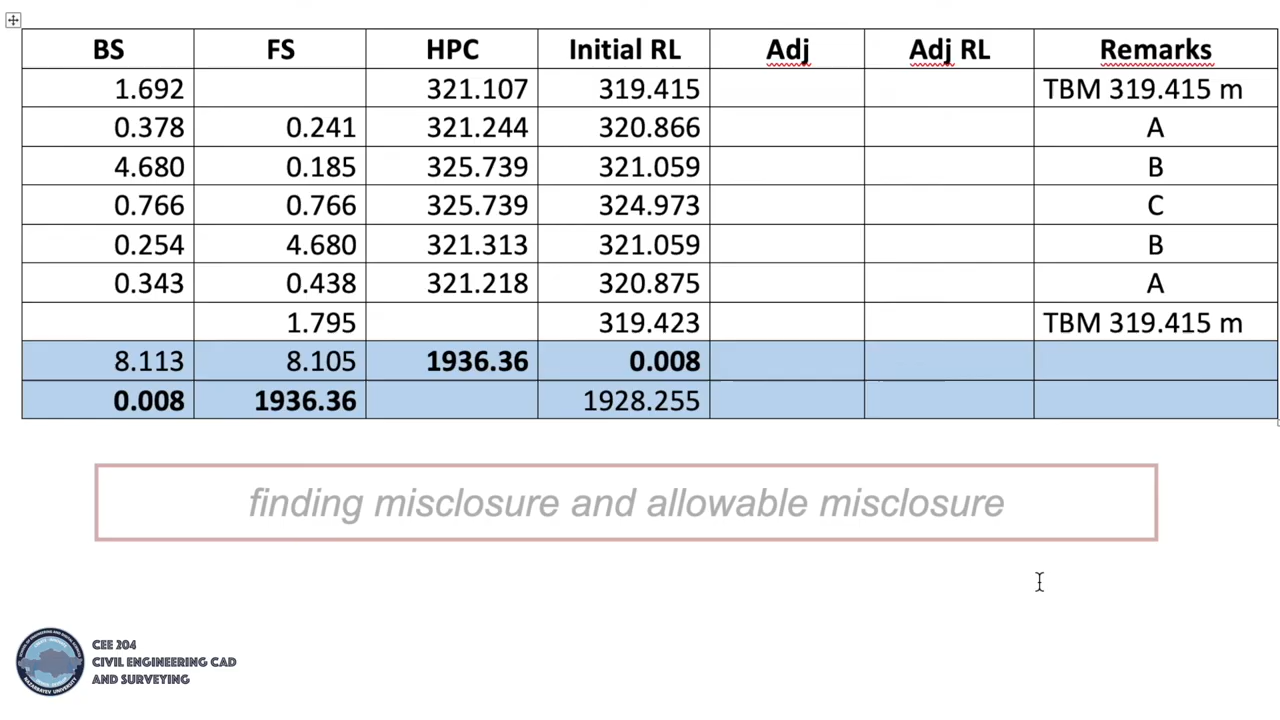 BS FS HPC Initial RL Adj Adj RL Remarks
1.692 321.107 319.415 TBM 319.415 m
0.378 0.241 321.244 320.866 A
4.680 0.185 325.739 321.059 B
0.766 0.766 325.739 324.973 C
0.254 4.680 321.313 321.059 B
0.343 0.438 321.218 320.875 A
1.795 319.423 TBM 319.415 m
8.113 8.105 1936.36 0.008
0.008 1936.36 1928.255
finding misclosure and allowable misclosure
CEE 204
CIVIL ENGINEERING CAD
AND SURVEYING
NAZARBAYEV UNIVERSITY